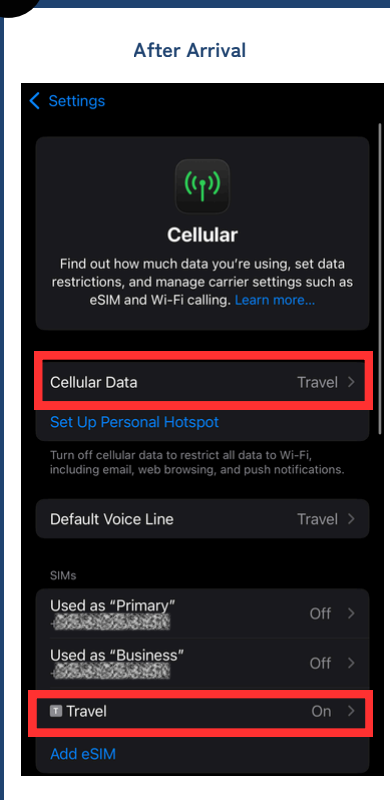 After Arrival
Settings
Cellular
Find out how much data you're using, set data
restrictions, and manage carrier settings such as
eSIM and Wi-Fi calling. Learn more...
Cellular Data Travel
Set Up Personal Hotspot
Turn off cellular data to restrict all data to Wi-Fi,
including email, web browsing, and push notifications.
Default Voice Line Travel
SIMs
Used as “Primary”
Off
Used as “Business”
Off
T Travel On
Add eSIM